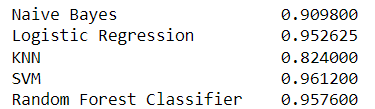 Naive Bayes 0.909800
Logistic Regression 0.952625
KNN 0.824000
SVM 0.961200
Random Forest Classifier 0.957600